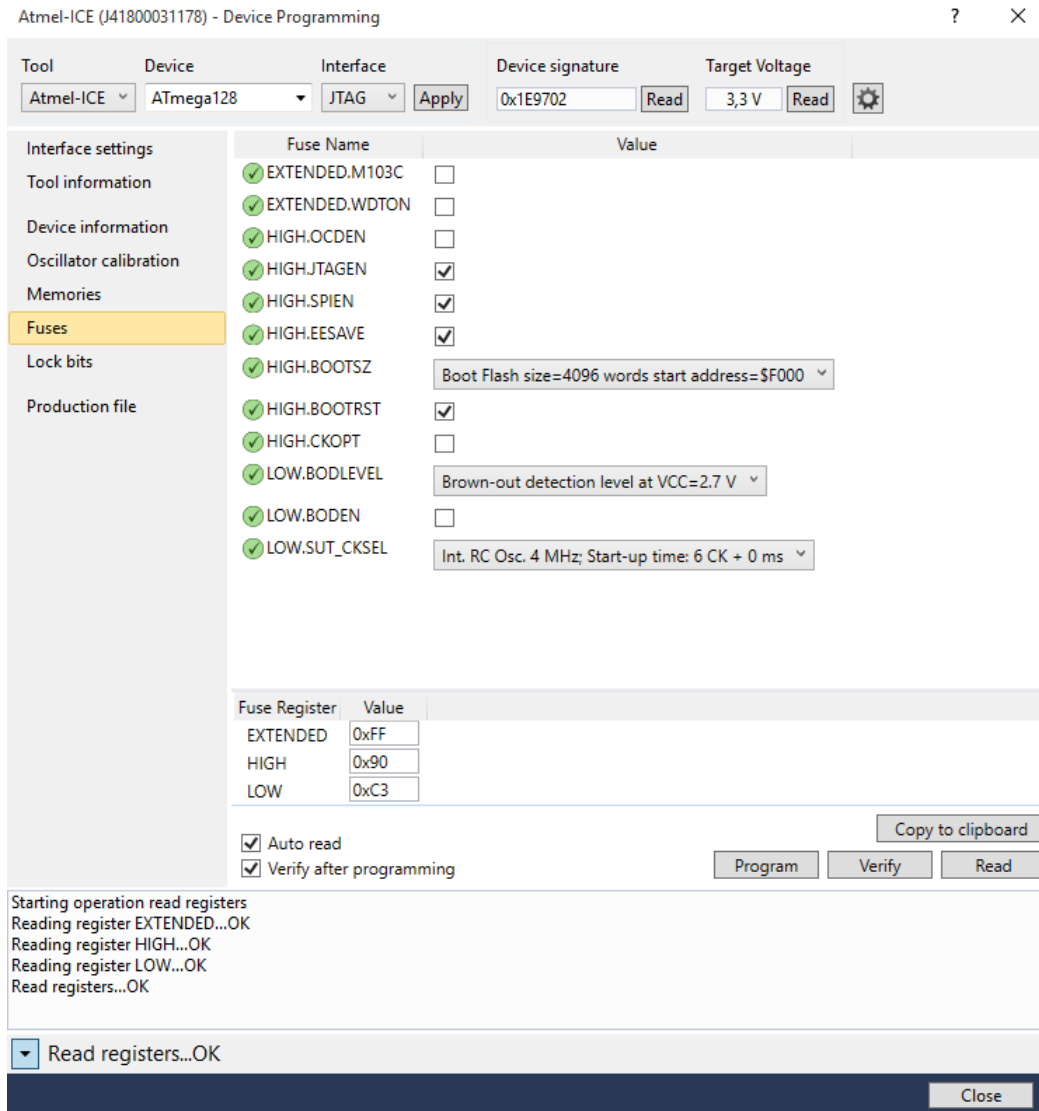 Atmel-ICE (J41800031178) - Device Programming ? ×
Tool Device Interface Device signature Target Voltage
Atmel-ICE ATmega128 JTAG Apply 0x1E9702 Read 3,3 V Read
Interface settings
Tool information
Device information
Oscillator calibration
Memories
Fuses
Lock bits
Production file
Fuse Name Value
EXTENDED.M103C
EXTENDED.WDTON
HIGH.OCDEN
HIGH.JTAGEN
HIGH.SPIEN
HIGH.EESAVE
HIGH.BOOTSZ Boot Flash size=4096 words start address=$F000
HIGH.BOOTRST
HIGH.CKOPT
LOW.BODLEVEL Brown-out detection level at VCC=2.7 V
LOW.BODEN
LOW.SUT_CKSEL Int. RC Osc. 4 MHz; Start-up time: 6 CK + 0 ms
Fuse Register Value
EXTENDED 0xFF
HIGH 0x90
LOW 0xC3
Copy to clipboard
Auto read
Verify after programming
Program Verify Read
Starting operation read registers
Reading register EXTENDED...OK
Reading register HIGH...OK
Reading register LOW...OK
Read registers...OK
Read registers...OK
Close